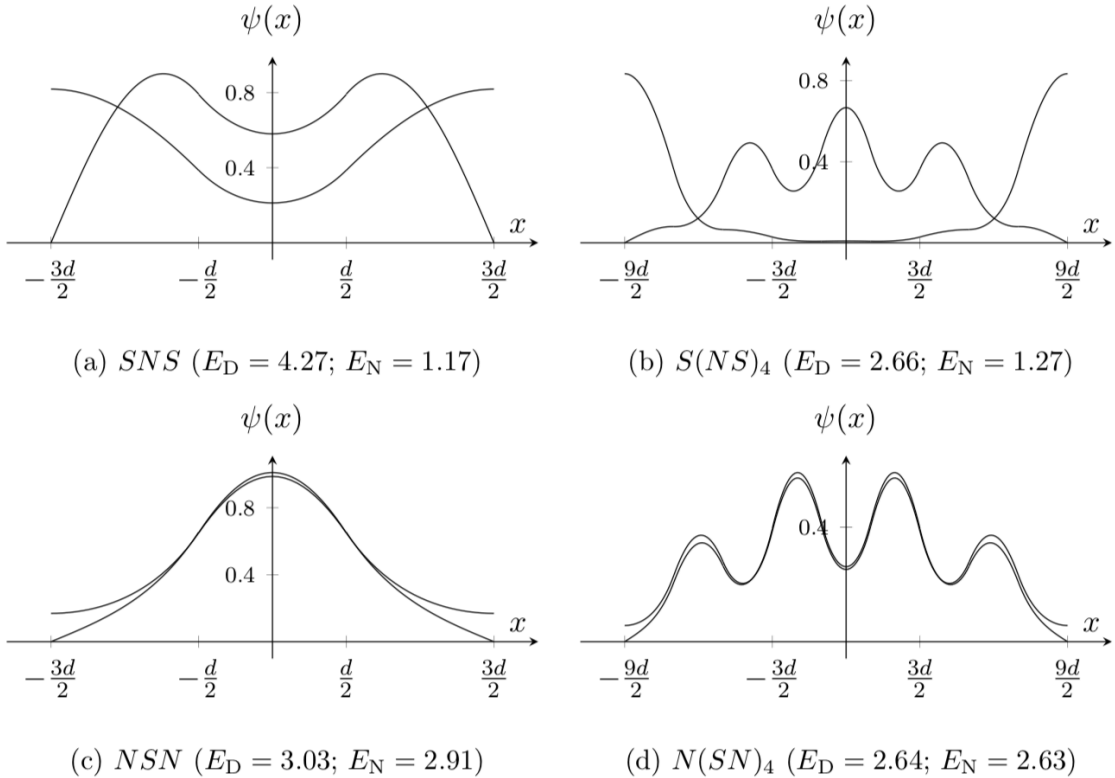 ψ(x)
0.8
0.4
x
−3d/2
−d/2
d/2
3d/2
(a) SNS (E_D = 4.27; E_N = 1.17)
ψ(x)
0.8
0.4
x
−9d/2
−3d/2
3d/2
9d/2
(b) S(NS)₄ (E_D = 2.66; E_N = 1.27)
ψ(x)
0.8
0.4
x
−3d/2
−d/2
d/2
3d/2
(c) NSN (E_D = 3.03; E_N = 2.91)
ψ(x)
0.4
x
−9d/2
−3d/2
3d/2
9d/2
(d) N(SN)₄ (E_D = 2.64; E_N = 2.63)